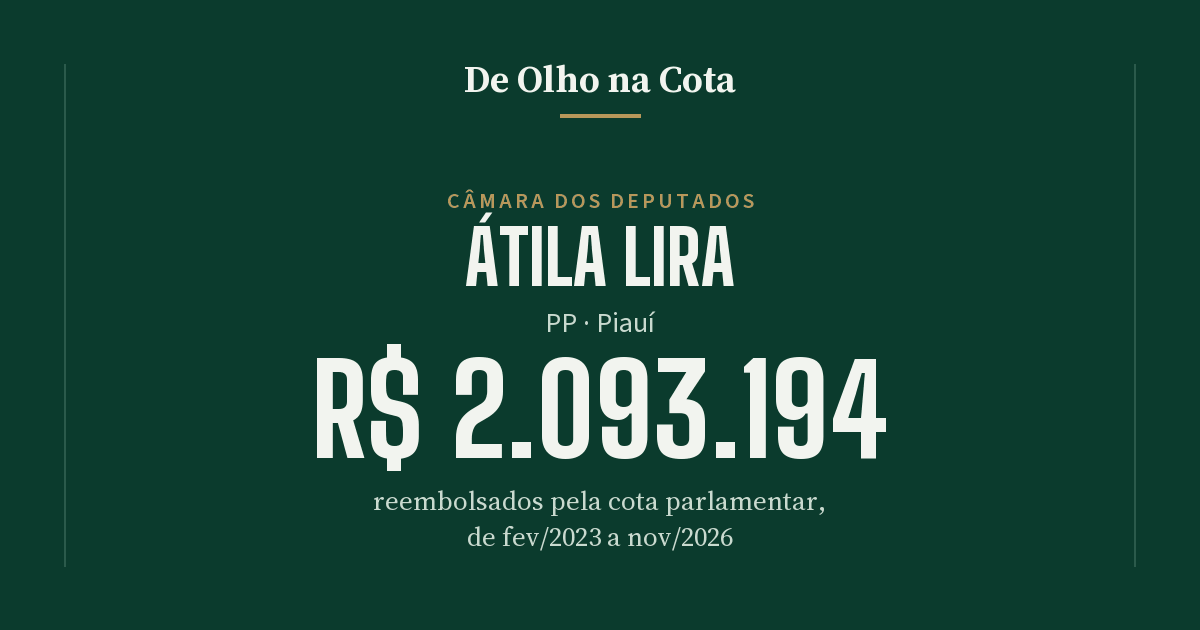 De Olho na Cota
CÂMARA DOS DEPUTADOS
ÁTILA LIRA
PP · Piauí
R$ 2.093.194
reembolsados pela cota parlamentar,
de fev/2023 a nov/2026